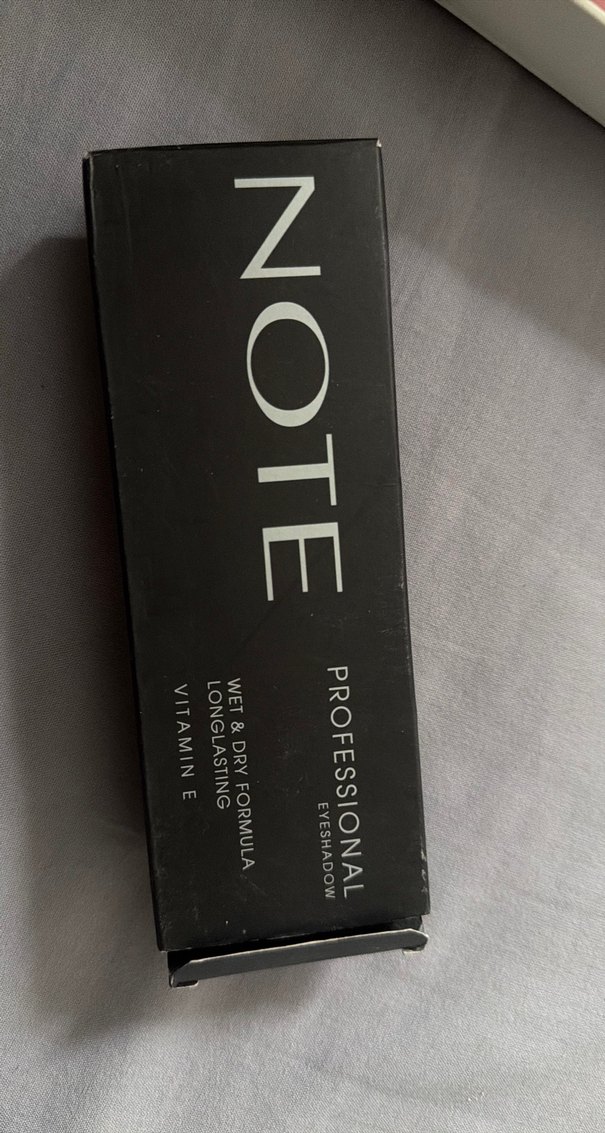 NOTE
PROFESSIONAL
EYESHADOW
WET & DRY FORMULA
LONGLASTING
VITAMIN E